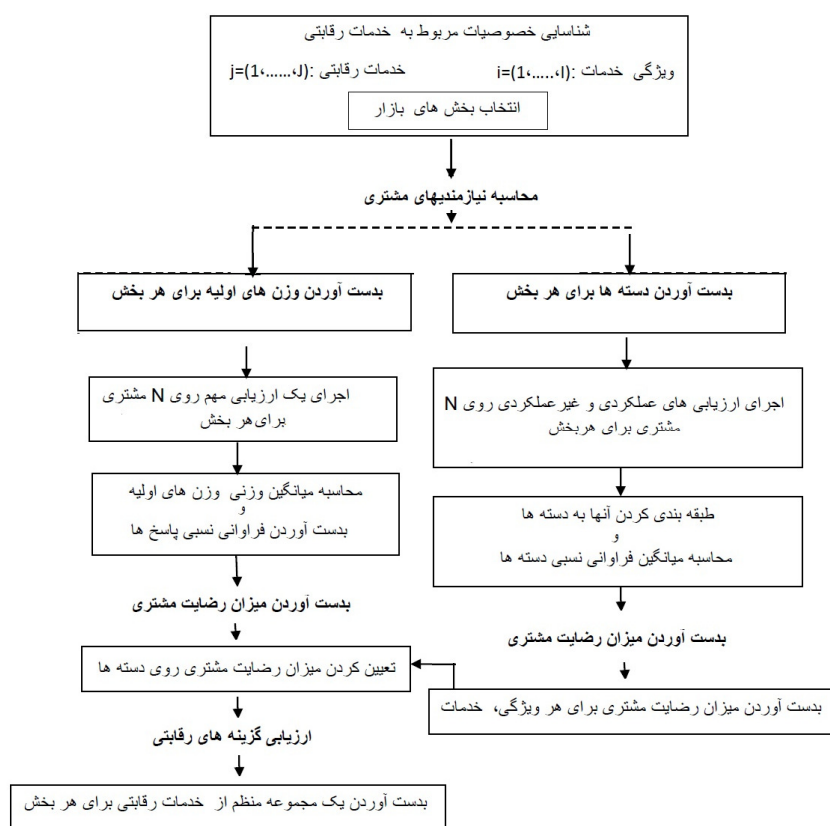 شناسایی خصوصیات مربوط به خدمات رقابتی
ویژگی خدمات :i=(1،.....،I)
خدمات رقابتی :j=(1،......،J)
انتخاب بخش های بازار
محاسبه نیازمندیهای مشتری
بدست آوردن دسته ها برای هر بخش
بدست آوردن وزن های اولیه برای هر بخش
اجرای ارزیابی های عملکردی و غیرعملکردی روی N
مشتری برای هربخش
اجرای یک ارزیابی مهم روی N مشتری
برای هر بخش
طبقه بندی کردن آنها به دسته ها
و
محاسبه میانگین فراوانی نسبی دسته ها
محاسبه میانگین وزنی وزن های اولیه
و
بدست آوردن فراوانی نسبی پاسخ ها
بدست آوردن میزان رضایت مشتری
بدست آوردن میزان رضایت مشتری
بدست آوردن میزان رضایت مشتری برای هر ویژگی، خدمات
تعیین کردن میزان رضایت مشتری روی دسته ها
ارزیابی گزینه های رقابتی
بدست آوردن یک مجموعه منظم از خدمات رقابتی برای هر بخش